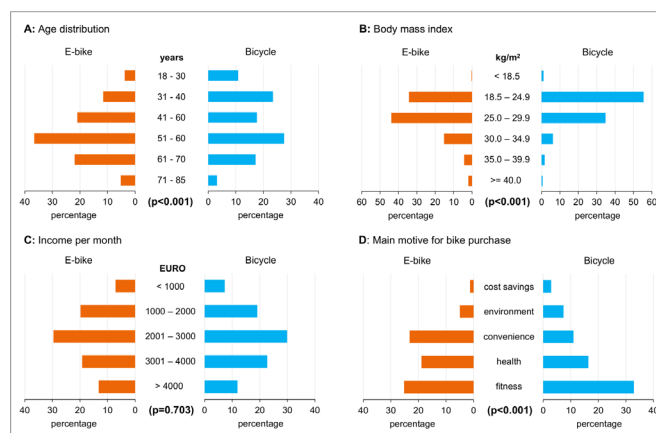 A: Age distribution
E-bike years Bicycle
18 - 30
31 - 40
41 - 60
51 - 60
61 - 70
71 - 85
40 30 20 10 0 (p<0.001) 0 10 20 30 40
percentage percentage
B: Body mass index
E-bike kg/m² Bicycle
< 18.5
18.5 – 24.9
25.0 – 29.9
30.0 – 34.9
35.0 – 39.9
>= 40.0
60 50 40 30 20 10 0 (p<0.001) 0 10 20 30 40 50 60
percentage percentage
C: Income per month
E-bike EURO Bicycle
< 1000
1000 – 2000
2001 – 3000
3001 – 4000
> 4000
40 30 20 10 0 (p=0.703) 0 10 20 30 40
percentage percentage
D: Main motive for bike purchase
E-bike Bicycle
cost savings
environment
convenience
health
fitness
40 30 20 10 0 (p<0.001) 0 10 20 30 40
percentage percentage